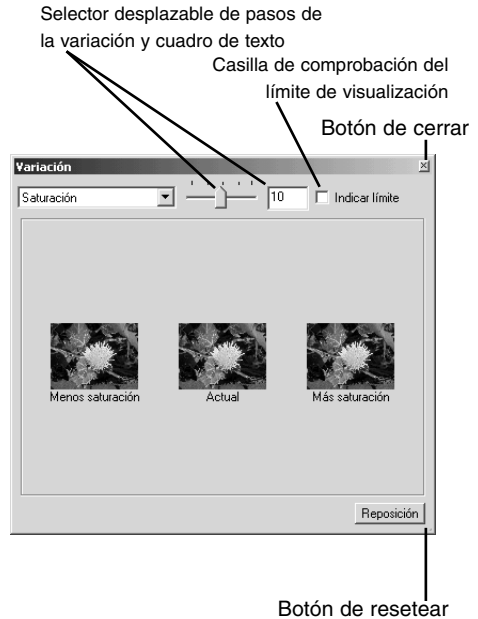 Selector desplazable de pasos de
la variación y cuadro de texto
Casilla de comprobación del
límite de visualización
Botón de cerrar
Variación
Saturación
10
Indicar límite
Menos saturación
Actual
Más saturación
Reposición
Botón de resetear